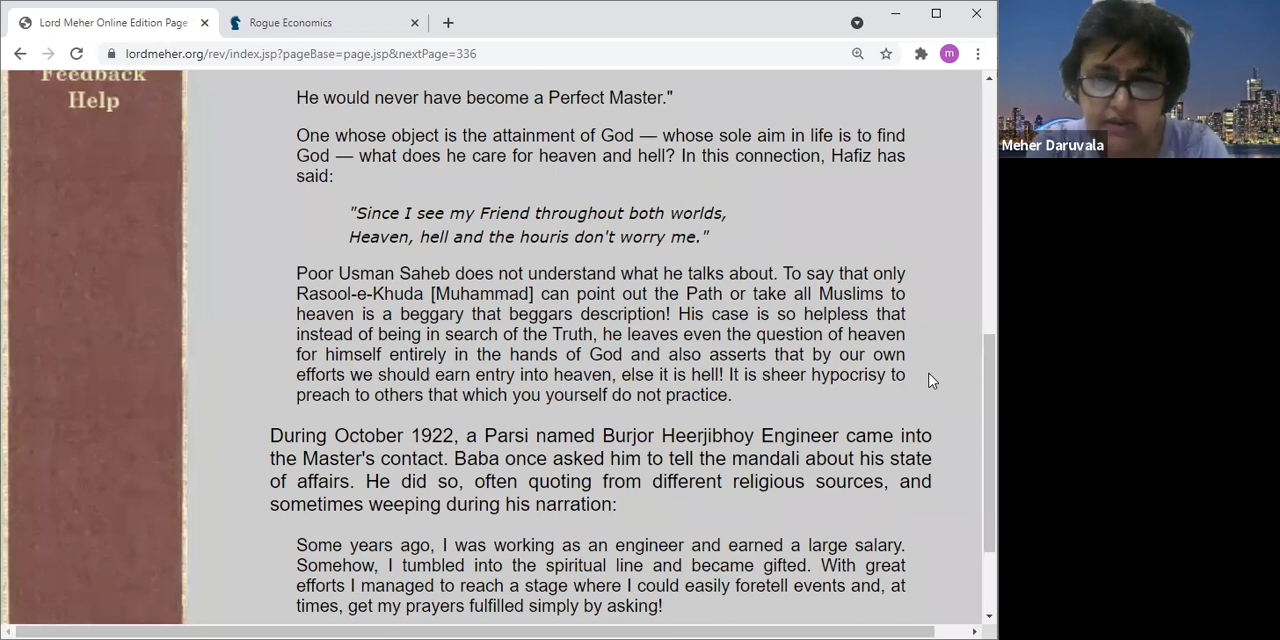 Lord Meher Online Edition Page
Rogue Economics
lordmeher.org/rev/index.jsp?pageBase=page.jsp&nextPage=336
m
Feedback
Help
He would never have become a Perfect Master."
One whose object is the attainment of God — whose sole aim in life is to find
God — what does he care for heaven and hell? In this connection, Hafiz has
said:
"Since I see my Friend throughout both worlds,
Heaven, hell and the houris don't worry me."
Poor Usman Saheb does not understand what he talks about. To say that only
Rasool-e-Khuda [Muhammad] can point out the Path or take all Muslims to
heaven is a beggary that beggars description! His case is so helpless that
instead of being in search of the Truth, he leaves even the question of heaven
for himself entirely in the hands of God and also asserts that by our own
efforts we should earn entry into heaven, else it is hell! It is sheer hypocrisy to
preach to others that which you yourself do not practice.
During October 1922, a Parsi named Burjor Heerjibhoy Engineer came into
the Master's contact. Baba once asked him to tell the mandali about his state
of affairs. He did so, often quoting from different religious sources, and
sometimes weeping during his narration:
Some years ago, I was working as an engineer and earned a large salary.
Somehow, I tumbled into the spiritual line and became gifted. With great
efforts I managed to reach a stage where I could easily foretell events and, at
times, get my prayers fulfilled simply by asking!
Meher Daruvala